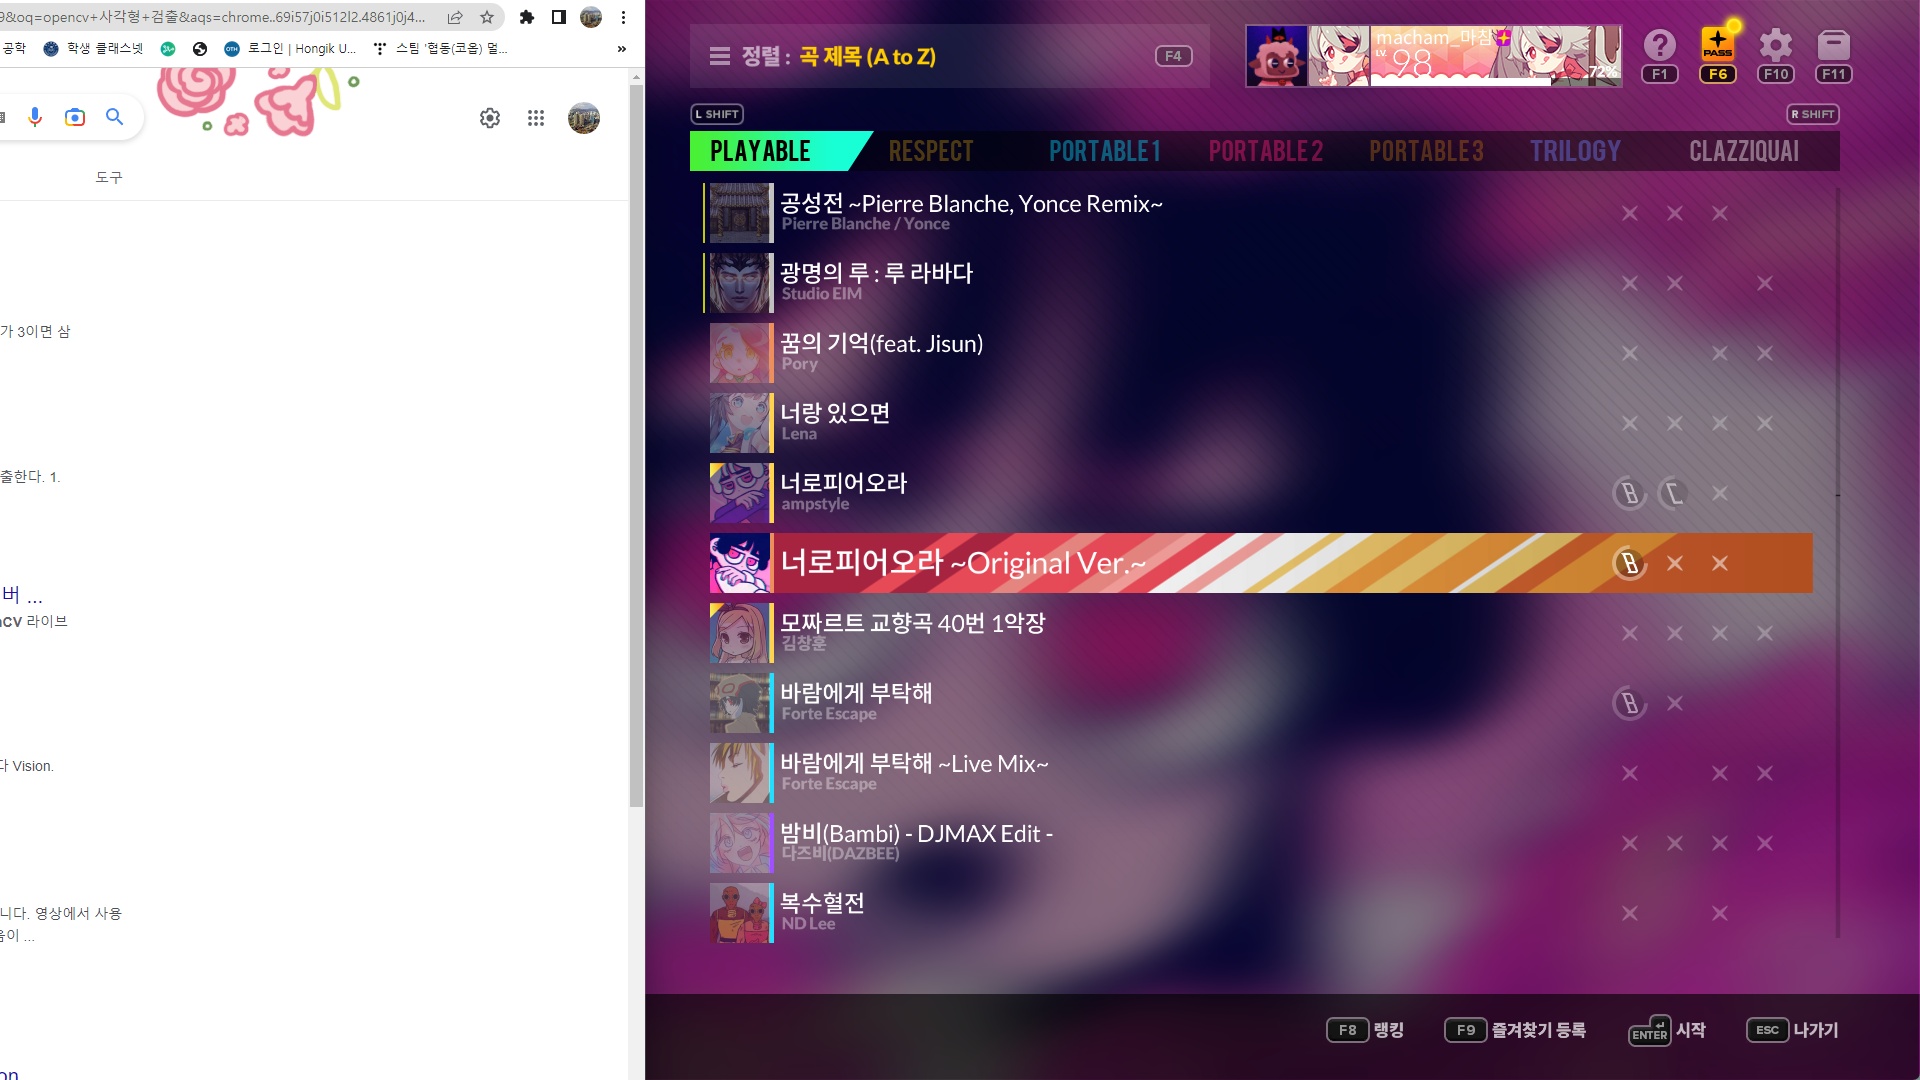 9&oq=opencv+사각형+검출&aqs=chrome..69i57j0i512l2.4861j0j4...
공학
학생 클래스넷
로그인 | Hongik U...
스팀 '협동(코옵) 멀...
»
도구
가 3이면 삼
출한다. 1.
버 ...
CV 라이브
다 Vision.
니다. 영상에서 사용
음이 ...
on
정렬 : 곡 제목 (A to Z)
F4
macham_마침
LV.
98
72%
F1
PASS
F6
F10
F11
L SHIFT
R SHIFT
PLAYABLE
RESPECT
PORTABLE 1
PORTABLE 2
PORTABLE 3
TRILOGY
CLAZZIQUAI
공성전 ~Pierre Blanche, Yonce Remix~
Pierre Blanche / Yonce
광명의 루 : 루 라바다
Studio EIM
꿈의 기억(feat. Jisun)
Pory
너랑 있으면
Lena
너로피어오라
ampstyle
B C
너로피어오라 ~Original Ver.~
B
모짜르트 교향곡 40번 1악장
김창훈
바람에게 부탁해
Forte Escape
B
바람에게 부탁해 ~Live Mix~
Forte Escape
밤비(Bambi) - DJMAX Edit -
다즈비(DAZBEE)
복수혈전
ND Lee
F8 랭킹
F9 즐겨찾기 등록
ENTER 시작
ESC 나가기